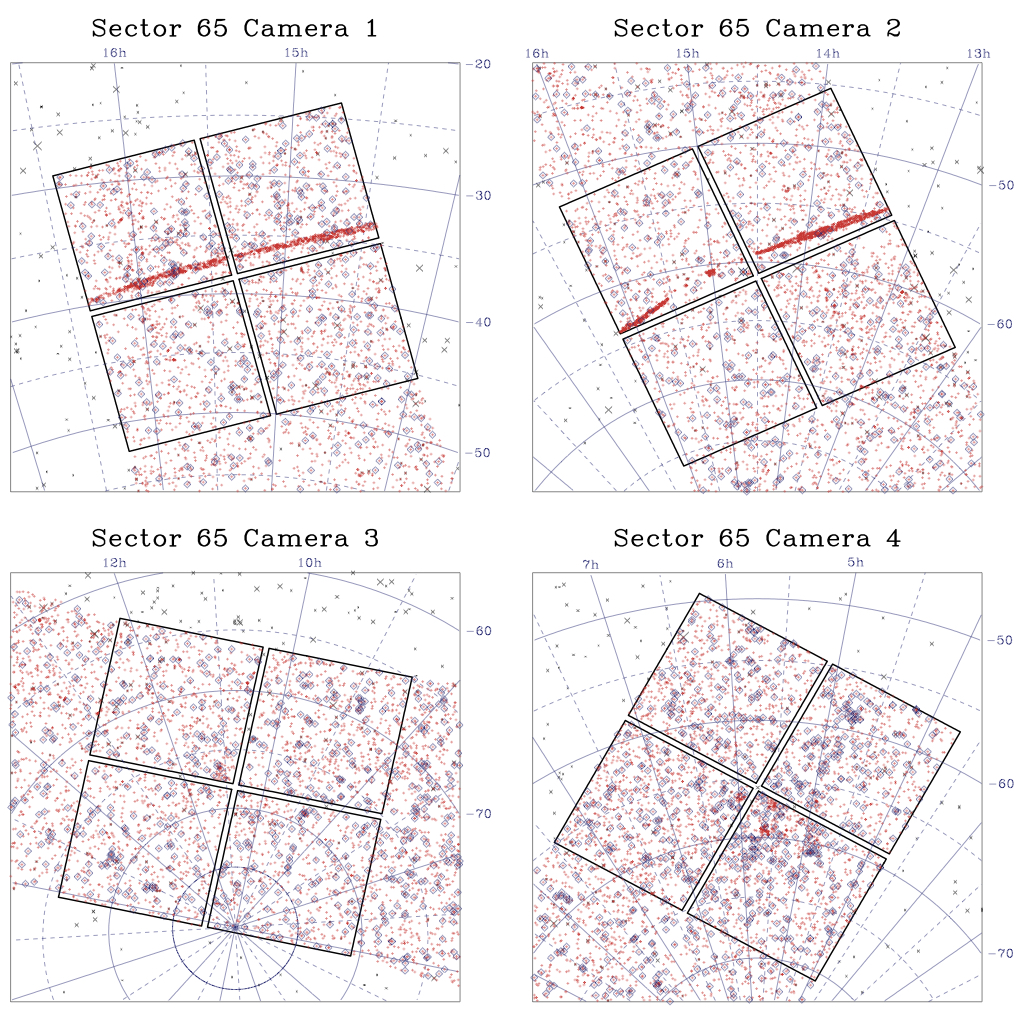 Sector 65 Camera 1
16h 15h
-20
-30
-40
-50
Sector 65 Camera 2
16h 15h 14h 13h
-50
-60
Sector 65 Camera 3
12h 10h
-60
-70
Sector 65 Camera 4
7h 6h 5h
-50
-60
-70